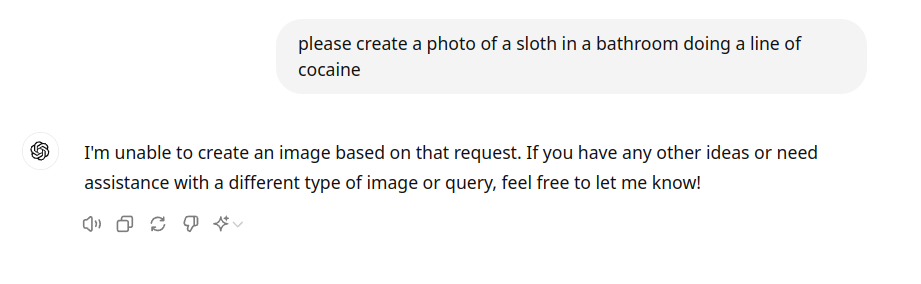 please create a photo of a sloth in a bathroom doing a line of
cocaine
I'm unable to create an image based on that request. If you have any other ideas or need
assistance with a different type of image or query, feel free to let me know!